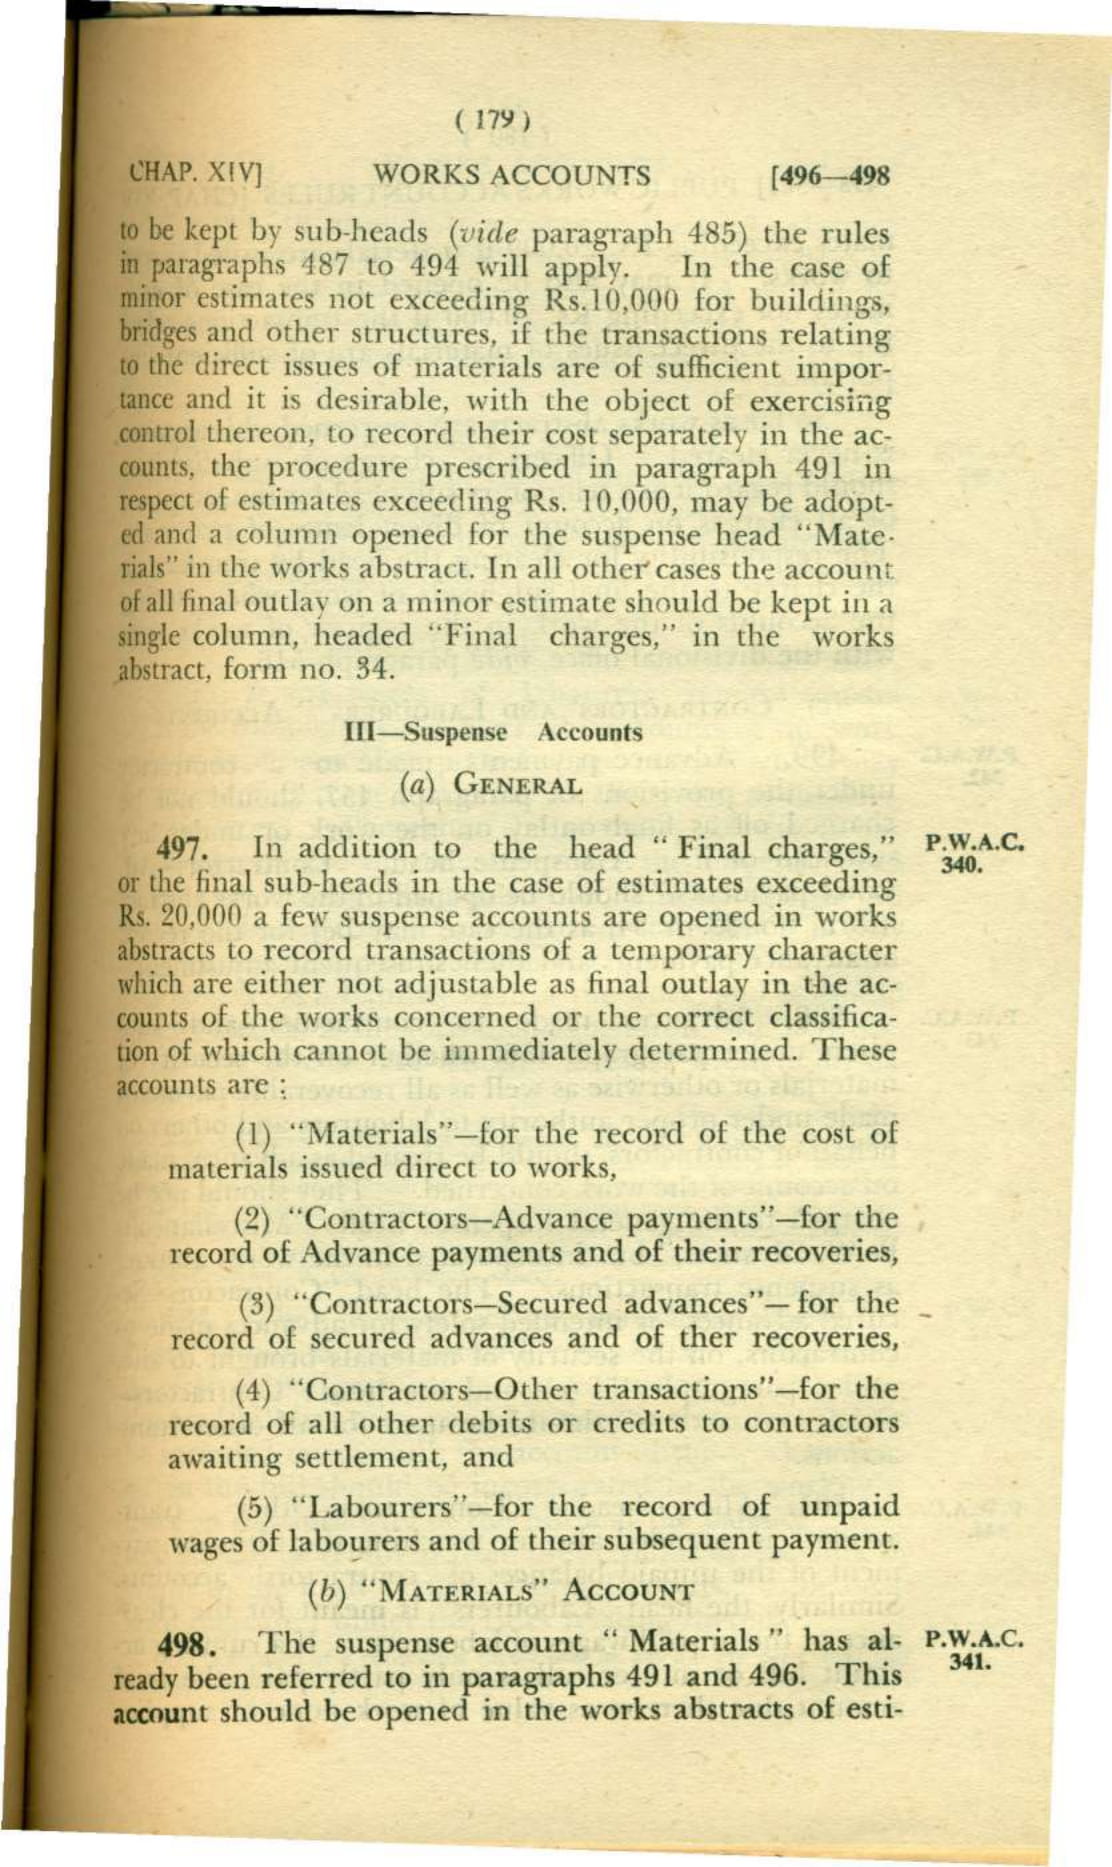 ( 179 )
CHAP. XIV] WORKS ACCOUNTS [496—498
to be kept by sub-heads (vide paragraph 485) the rules
in paragraphs 487 to 494 will apply. In the case of
minor estimates not exceeding Rs.10,000 for buildings,
bridges and other structures, if the transactions relating
to the direct issues of materials are of sufficient impor-
tance and it is desirable, with the object of exercising
control thereon, to record their cost separately in the ac-
counts, the procedure prescribed in paragraph 491 in
respect of estimates exceeding Rs. 10,000, may be adopt-
ed and a column opened for the suspense head "Mate-
rials" in the works abstract. In all other cases the account
of all final outlay on a minor estimate should be kept in a
single column, headed "Final charges," in the works
abstract, form no. 34.
III—Suspense Accounts
(a) GENERAL
497. In addition to the head " Final charges," P.W.A.C.
340.
or the final sub-heads in the case of estimates exceeding
Rs. 20,000 a few suspense accounts are opened in works
abstracts to record transactions of a temporary character
which are either not adjustable as final outlay in the ac-
counts of the works concerned or the correct classifica-
tion of which cannot be immediately determined. These
accounts are :
(1) "Materials"—for the record of the cost of
materials issued direct to works,
(2) "Contractors—Advance payments"—for the
record of Advance payments and of their recoveries,
(3) "Contractors—Secured advances"— for the
record of secured advances and of ther recoveries,
(4) "Contractors—Other transactions"—for the
record of all other debits or credits to contractors
awaiting settlement, and
(5) "Labourers"—for the record of unpaid
wages of labourers and of their subsequent payment.
(b) "MATERIALS" ACCOUNT
498. The suspense account " Materials " has al- P.W.A.C.
341.
ready been referred to in paragraphs 491 and 496. This
account should be opened in the works abstracts of esti-